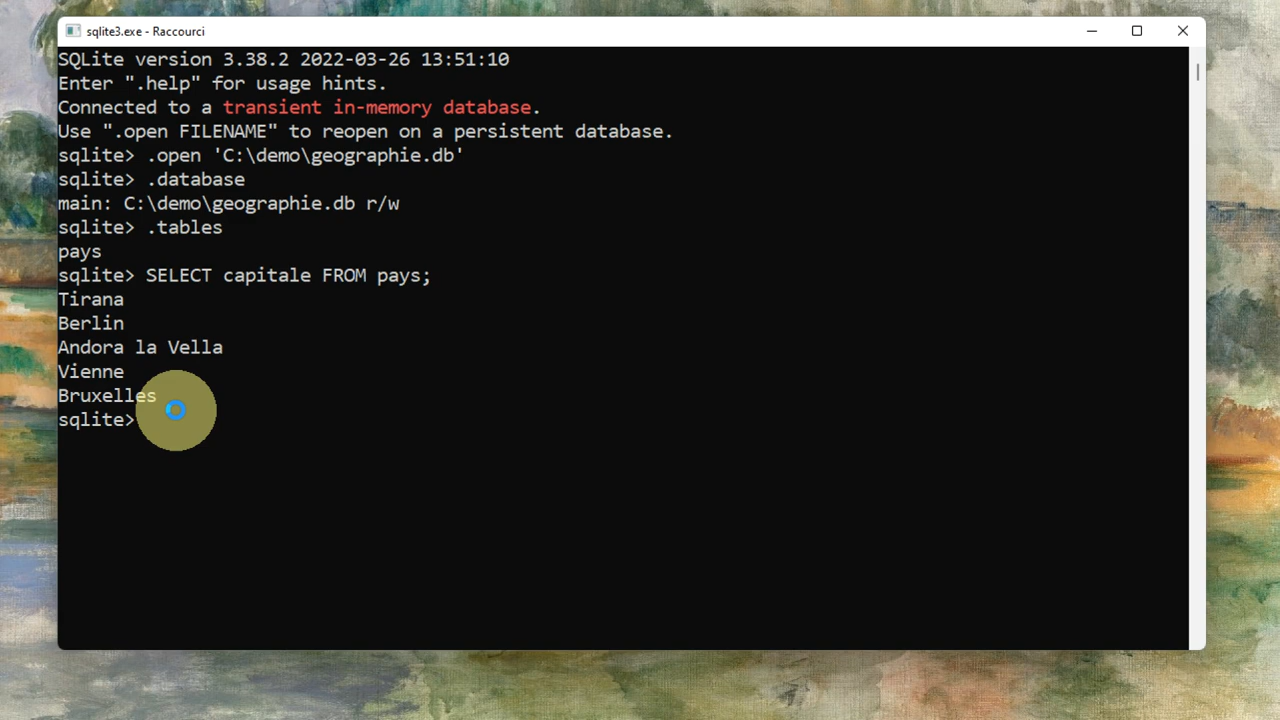 sqlite3.exe - Raccourci
SQLite version 3.38.2 2022-03-26 13:51:10
Enter ".help" for usage hints.
Connected to a transient in-memory database.
Use ".open FILENAME" to reopen on a persistent database.
sqlite> .open 'C:\demo\geographie.db'
sqlite> .database
main: C:\demo\geographie.db r/w
sqlite> .tables
pays
sqlite> SELECT capitale FROM pays;
Tirana
Berlin
Andora la Vella
Vienne
Bruxelles
sqlite>